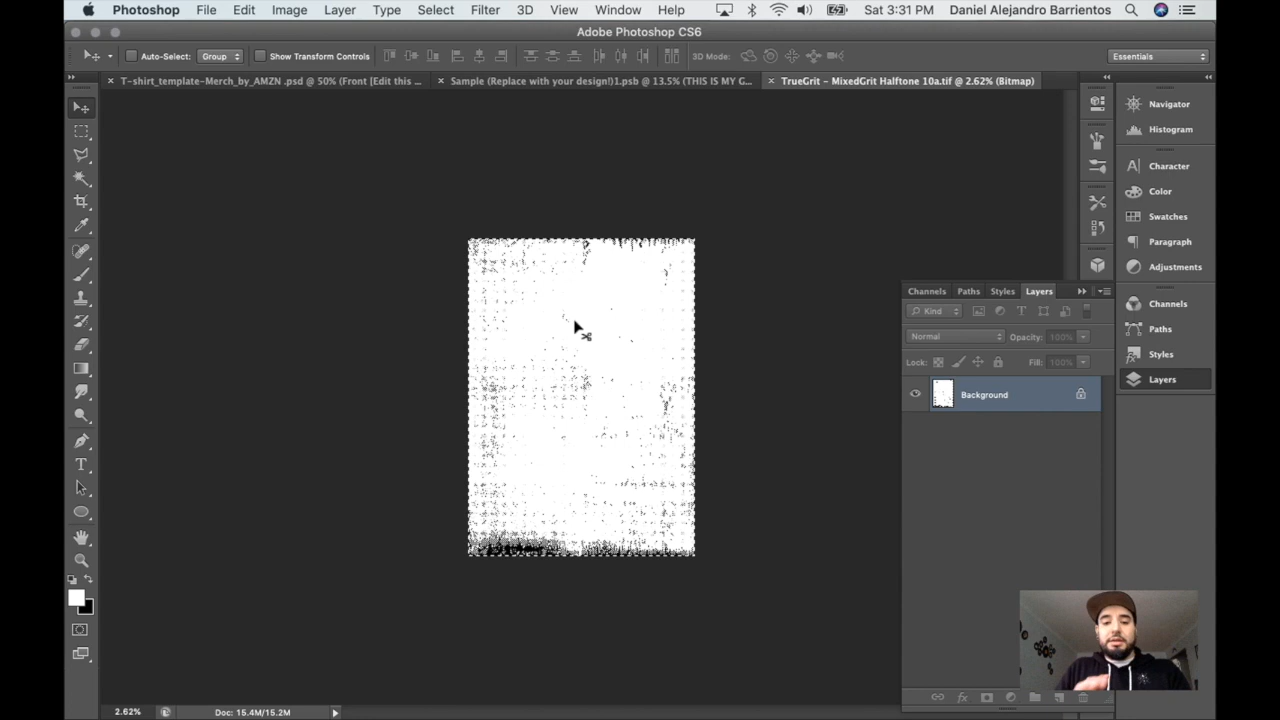 Photoshop File Edit Image Layer Type Select Filter 3D View Window Help Sat 3:31 PM Daniel Alejandro Barrientos
Adobe Photoshop CS6
Auto-Select: Group Show Transform Controls 3D Mode: Essentials
T-shirt_template-Merch_by_AMZN .psd @ 50% (Front [Edit this ... Sample (Replace with your design!)1.psb @ 13.5% (THIS IS MY G... TrueGrit - MixedGrit Halftone 10a.tif @ 2.62% (Bitmap)
Navigator
Histogram
Character
Color
Swatches
Paragraph
Adjustments
Channels
Paths
Styles
Layers
Channels Paths Styles Layers
Kind
Normal Opacity: 100%
Lock: Fill: 100%
Background
2.62% Doc: 15.4M/15.2M